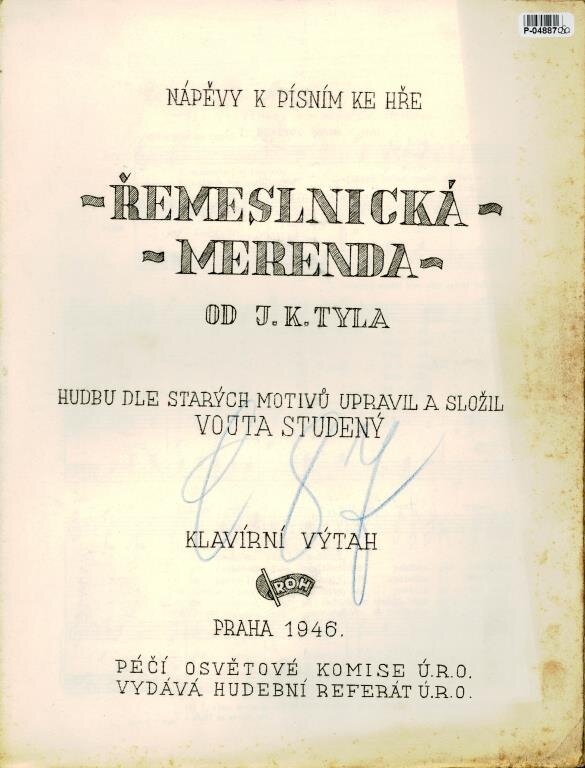 P-04887
NÁPĚVY K PÍSNÍM KE HŘE
~ŘEMESLNICKÁ~
~MERENDA~
OD J.K.TYLA
HUDBU DLE STARÝCH MOTIVŮ UPRAVIL A SLOŽIL
VOJTA STUDENÝ
KLAVÍRNÍ VÝTAH
ROH
PRAHA 1946.
PÉČÍ OSVĚTOVÉ KOMISE Ú.R.O.
VYDÁVÁ HUDEBNÍ REFERÁT Ú.R.O.